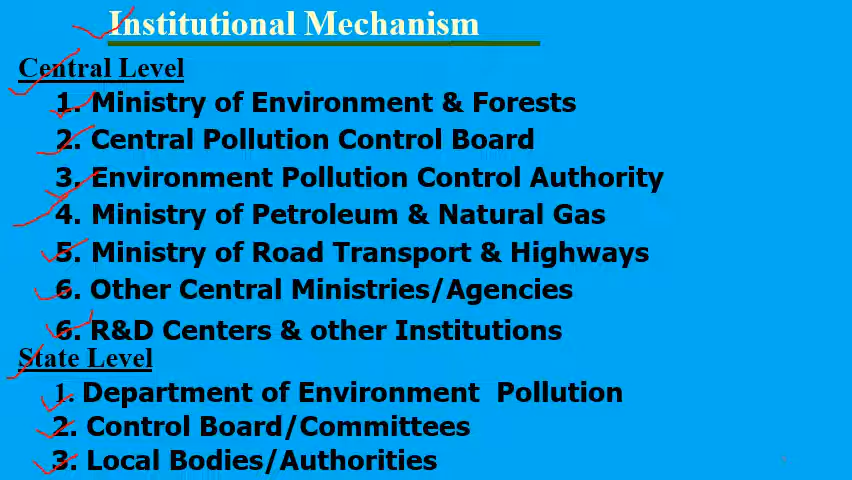 Institutional Mechanism
Central Level
1. Ministry of Environment & Forests
2. Central Pollution Control Board
3. Environment Pollution Control Authority
4. Ministry of Petroleum & Natural Gas
5. Ministry of Road Transport & Highways
6. Other Central Ministries/Agencies
6. R&D Centers & other Institutions
State Level
1. Department of Environment Pollution
2. Control Board/Committees
3. Local Bodies/Authorities